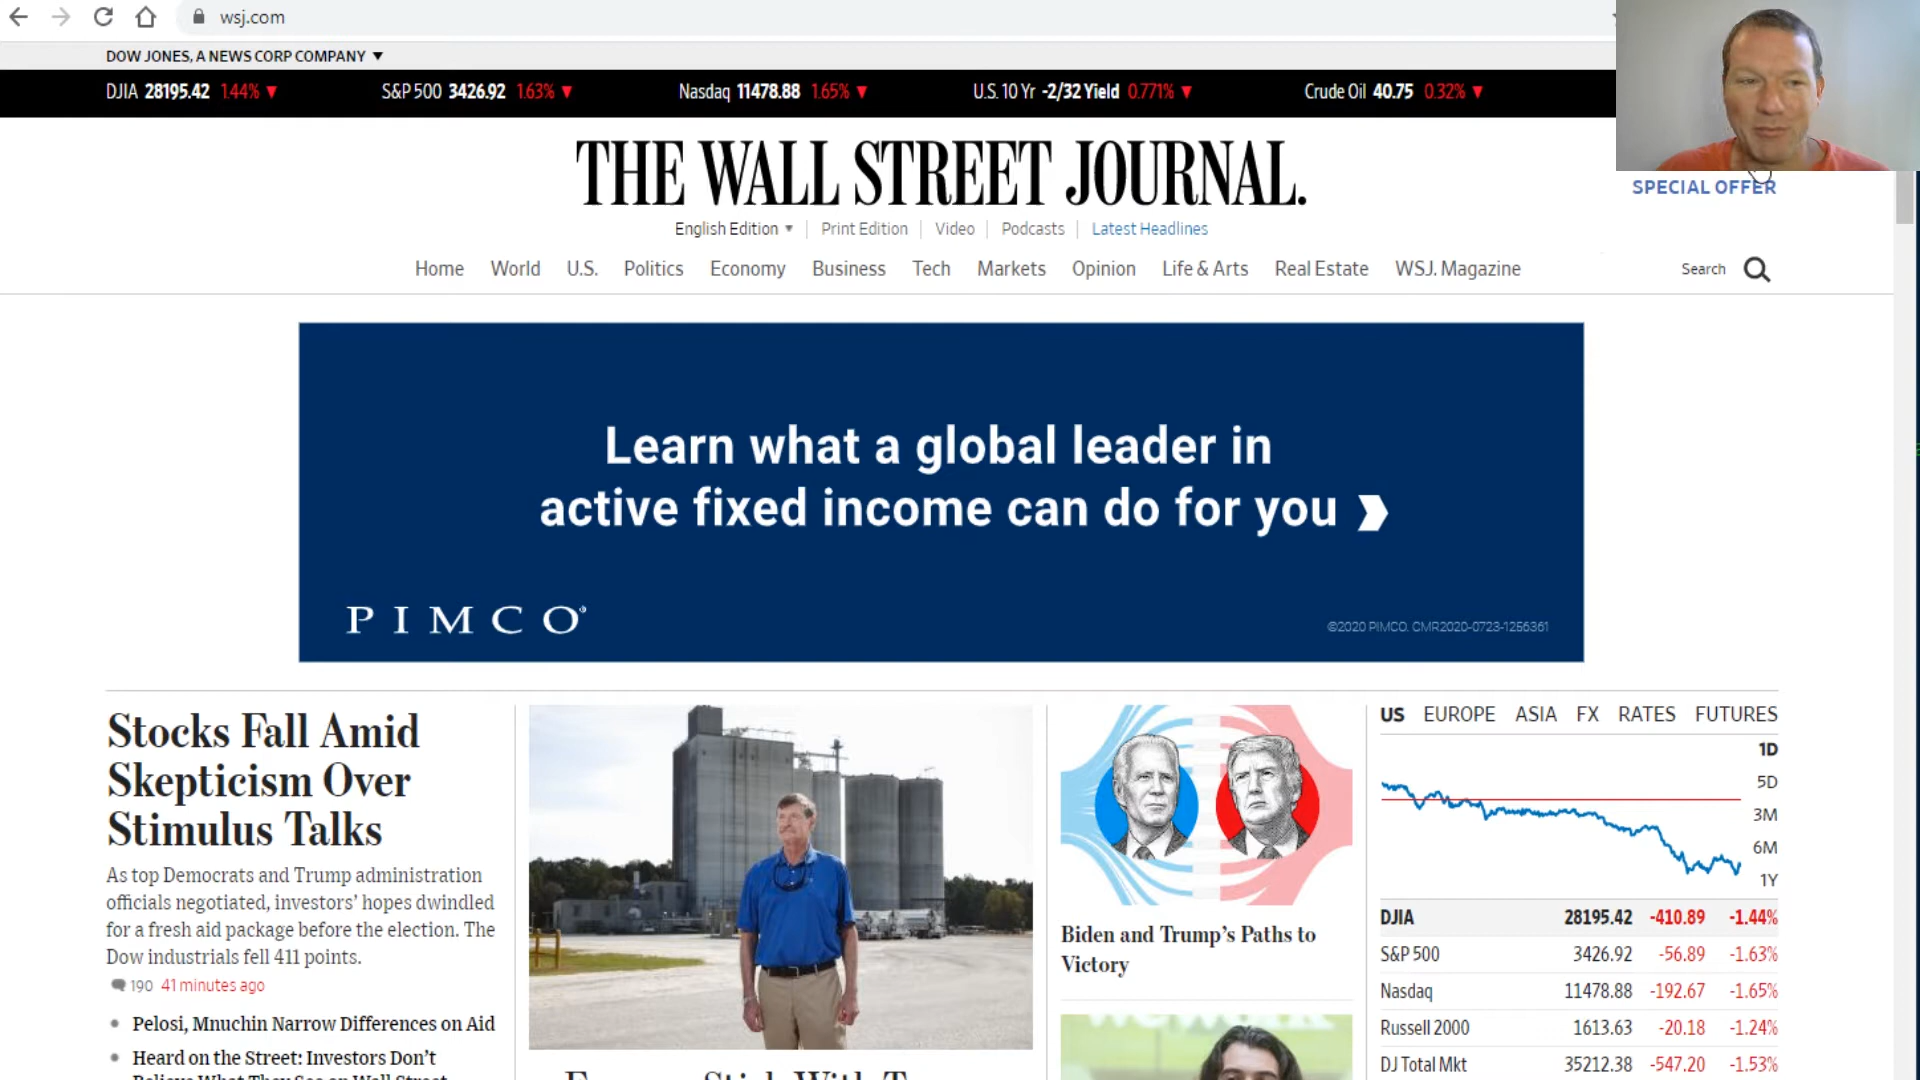 wsj.com
DOW JONES, A NEWS CORP COMPANY ▼
DJIA 28195.42 1.44% ▼ S&P 500 3426.92 1.63% ▼ Nasdaq 11478.88 1.65% ▼ U.S. 10 Yr -2/32 Yield 0.771% ▼ Crude Oil 40.75 0.32% ▼
THE WALL STREET JOURNAL.
SPECIAL OFFER
English Edition ▼ | Print Edition | Video | Podcasts | Latest Headlines
Home World U.S. Politics Economy Business Tech Markets Opinion Life & Arts Real Estate WSJ. Magazine Search
Learn what a global leader in
active fixed income can do for you
PIMCO
©2020 PIMCO. CMR2020-0723-1256361
Stocks Fall Amid
Skepticism Over
Stimulus Talks
As top Democrats and Trump administration
officials negotiated, investors’ hopes dwindled
for a fresh aid package before the election. The
Dow industrials fell 411 points.
190 41 minutes ago
Pelosi, Mnuchin Narrow Differences on Aid
Heard on the Street: Investors Don’t
Biden and Trump’s Paths to
Victory
US EUROPE ASIA FX RATES FUTURES
1D
5D
3M
6M
1Y
DJIA 28195.42 -410.89 -1.44%
S&P 500 3426.92 -56.89 -1.63%
Nasdaq 11478.88 -192.67 -1.65%
Russell 2000 1613.63 -20.18 -1.24%
DJ Total Mkt 35212.38 -547.20 -1.53%